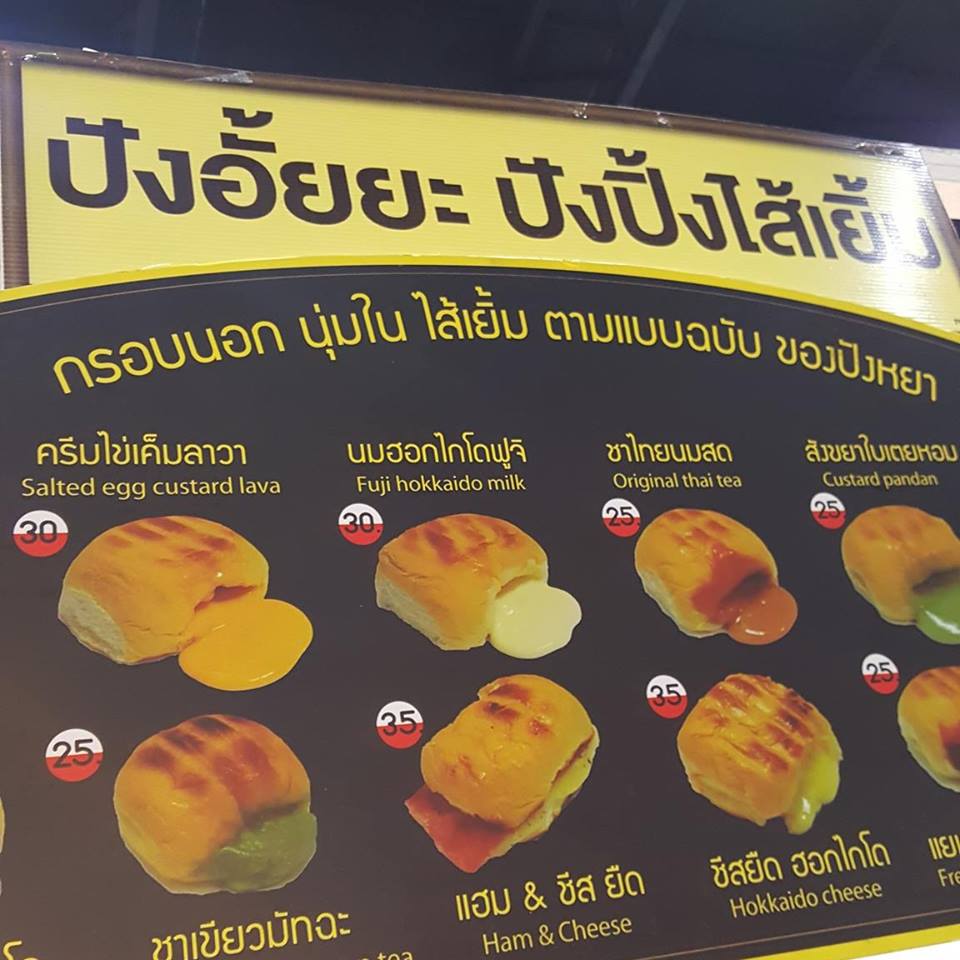 ปังอั้ยยะ ปังปิ้งไส้เยิ้ม
กรอบนอก นุ่มใน ไส้เยิ้ม ตามแบบฉบับ ของปังหยา
ครีมไข่เค็มลาวา
Salted egg custard lava
30.
นมฮอกไกโดฟูจิ
Fuji hokkaido milk
30.
ชาไทยนมสด
Original thai tea
25.
สังขยาใบเตยหอม
Custard pandan
25.
25.
ชาเขียวมัทฉะ
tea
35.
แฮม & ชีส ยืด
Ham & Cheese
35.
ชีสยืด ฮอกไกโด
Hokkaido cheese
25.